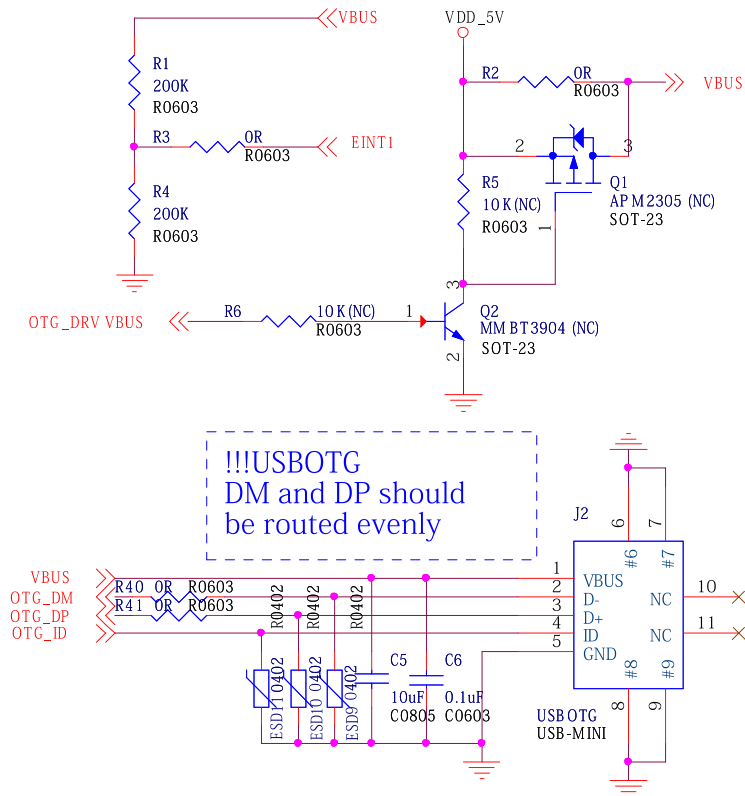 VBUS
R1
200K
R0603
R3
0R
R0603
EINT1
R4
200K
R0603
VDD_5V
R2
0R
R0603
VBUS
2
3
Q1
APM2305 (NC)
SOT-23
1
R5
10K(NC)
R0603
OTG_DRV VBUS
R6
10K(NC)
R0603
1
3
Q2
MMBT3904 (NC)
SOT-23
2
!!!USBOTG
DM and DP should
be routed evenly
J2
6
7
#6
#7
VBUS
OTG_DM
OTG_DP
OTG_ID
R40 0R R0603
R41 0R R0603
R0402
R0402
R0402
1
2
3
4
5
VBUS
D-
D+
ID
GND
NC
10
NC
11
#8
#9
8
9
ESD11 0402
ESD10 0402
ESD9 0402
C5
10uF
C0805
C6
0.1uF
C0603
USBOTG
USB-MINI